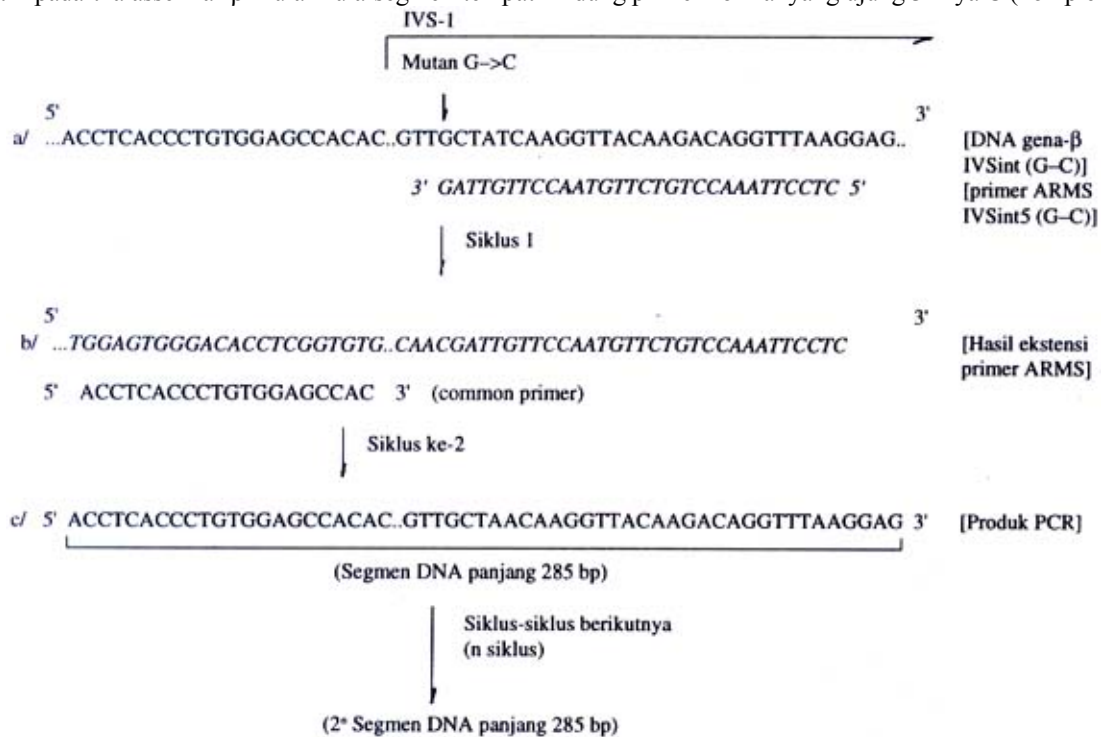 IVS-1
Mutan G–>C
5' 3'
a/ ...ACCTCACCCTGTGGAGCCACAC..GTTGCTATCAAGGTTACAAGACAGGTTTAAGGAG.. [DNA gena-β
IVSint (G–C)]
3' GATTGTTCCAATGTTCTGTCCAAATTCCTC 5' [primer ARMS
IVSint5 (G–C)]
Siklus 1
5' 3'
b/ ...TGGAGTGGGACACCTCGGTGTG..CAACGATTGTTCCAATGTTCTGTCCAAATTCCTC [Hasil ekstensi
primer ARMS]
5' ACCTCACCCTGTGGAGCCAC 3' (common primer)
Siklus ke-2
c/ 5' ACCTCACCCTGTGGAGCCACAC..GTTGCTAACAAGGTTACAAGACAGGTTTAAGGAG 3' [Produk PCR]
(Segmen DNA panjang 285 bp)
Siklus-siklus berikutnya
(n siklus)
(2ⁿ Segmen DNA panjang 285 bp)